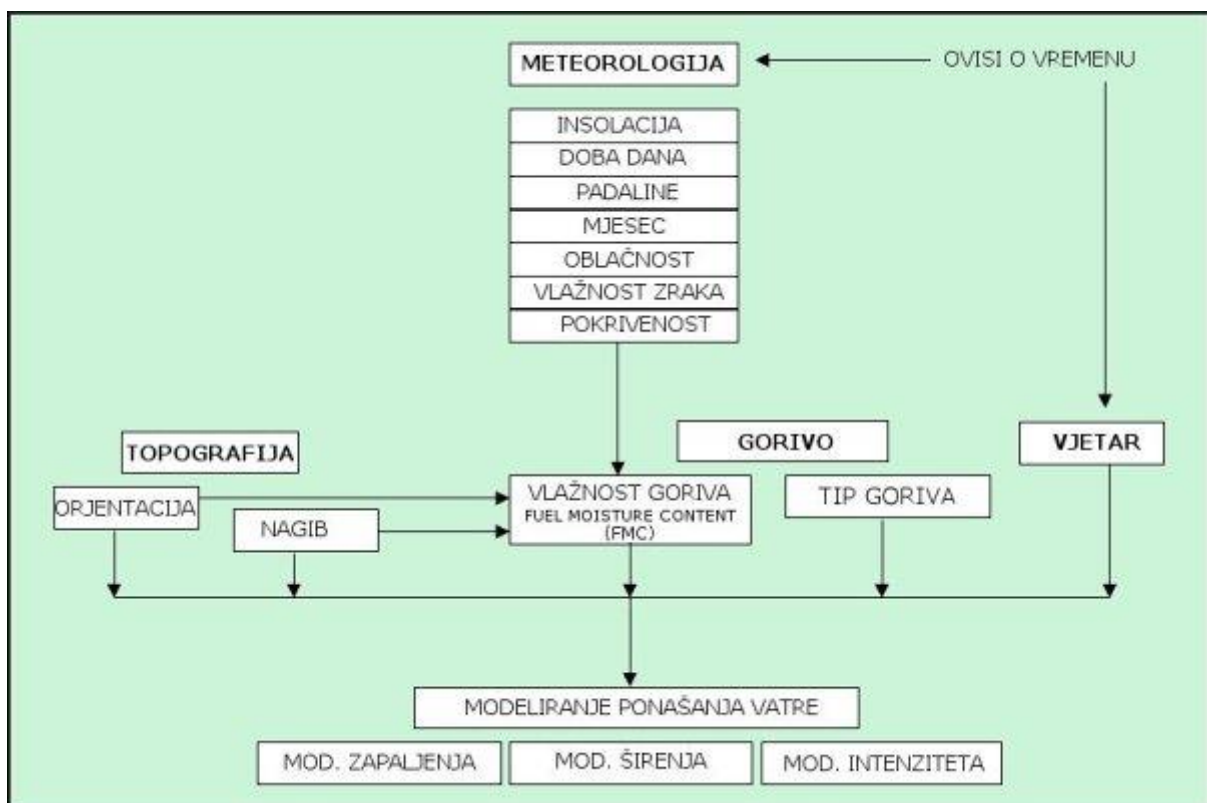 METEOROLOGIJA
OVISI O VREMENU
INSOLACIJA
DOBA DANA
PADALINE
MJESEC
OBLAČNOST
VLAŽNOST ZRAKA
POKRIVENOST
TOPOGRAFIJA
GORIVO
VJETAR
ORJENTACIJA
NAGIB
VLAŽNOST GORIVA
FUEL MOISTURE CONTENT
(FMC)
TIP GORIVA
MODELIRANJE PONAŠANJA VATRE
MOD. ZAPALJENJA
MOD. ŠIRENJA
MOD. INTENZITETA